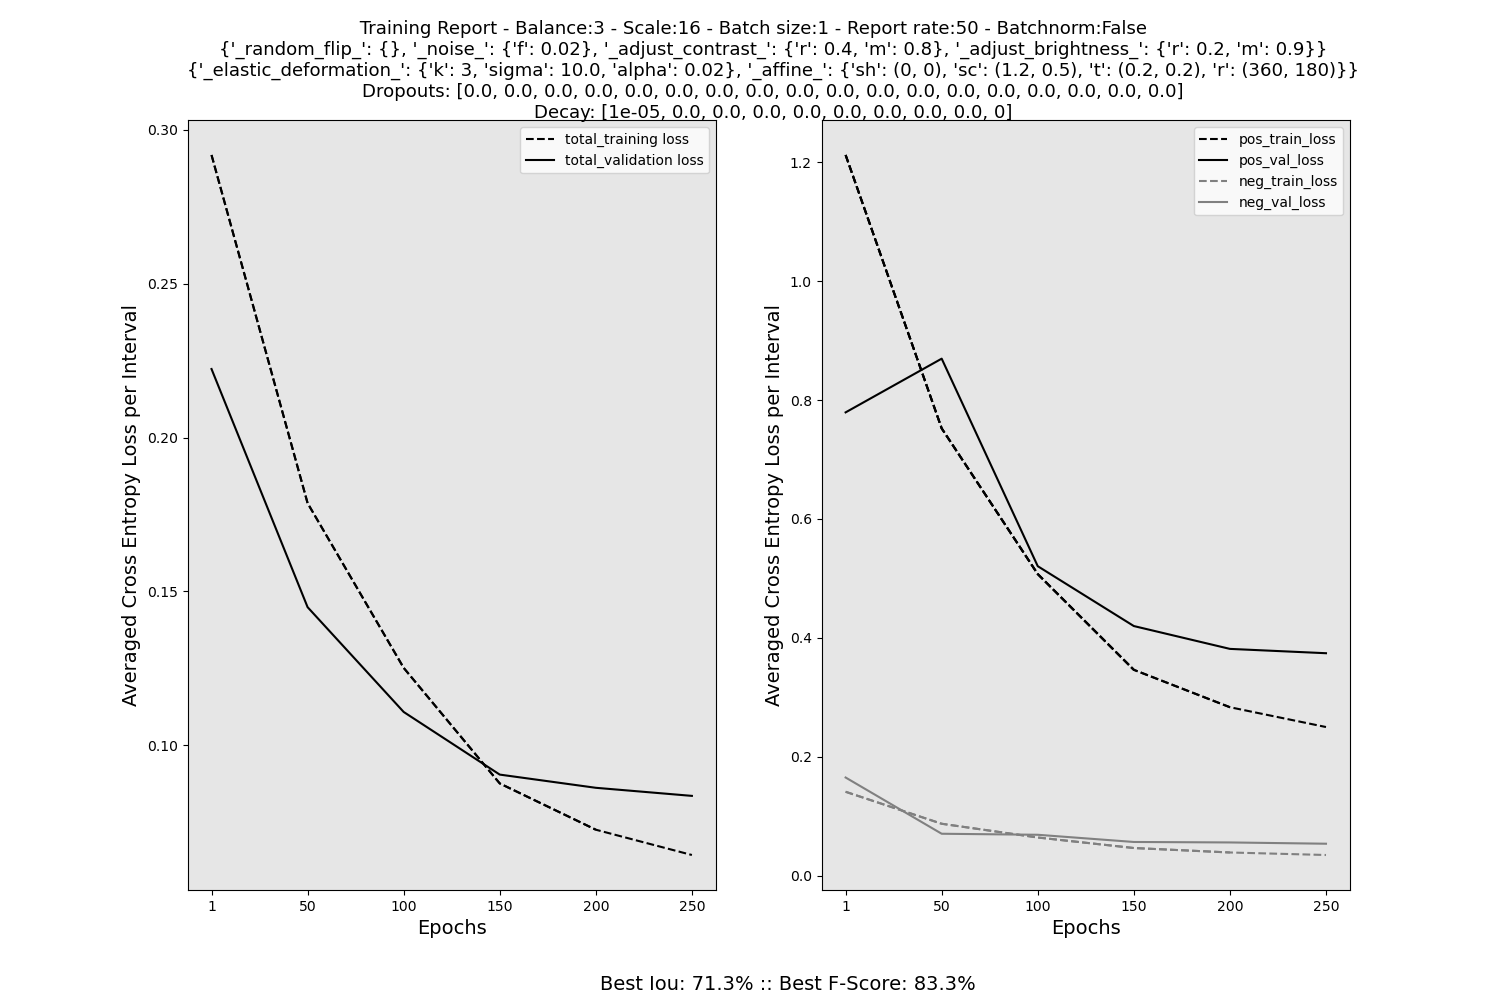 Training Report - Balance:3 - Scale:16 - Batch size:1 - Report rate:50 - Batchnorm:False
{'_random_flip_': {}, '_noise_': {'f': 0.02}, '_adjust_contrast_': {'r': 0.4, 'm': 0.8}, '_adjust_brightness_': {'r': 0.2, 'm': 0.9}}
{'_elastic_deformation_': {'k': 3, 'sigma': 10.0, 'alpha': 0.02}, '_affine_': {'sh': (0, 0), 'sc': (1.2, 0.5), 't': (0.2, 0.2), 'r': (360, 180)}}
Dropouts: [0.0, 0.0, 0.0, 0.0, 0.0, 0.0, 0.0, 0.0, 0.0, 0.0, 0.0, 0.0, 0.0, 0.0, 0.0, 0.0, 0.0, 0.0]
Decay: [1e-05, 0.0, 0.0, 0.0, 0.0, 0.0, 0.0, 0.0, 0.0, 0]
total_training loss
total_validation loss
0.30
0.25
0.20
0.15
0.10
Averaged Cross Entropy Loss per Interval
1 50 100 150 200 250
Epochs
pos_train_loss
pos_val_loss
neg_train_loss
neg_val_loss
1.2
1.0
0.8
0.6
0.4
0.2
0.0
Averaged Cross Entropy Loss per Interval
1 50 100 150 200 250
Epochs
Best Iou: 71.3% :: Best F-Score: 83.3%